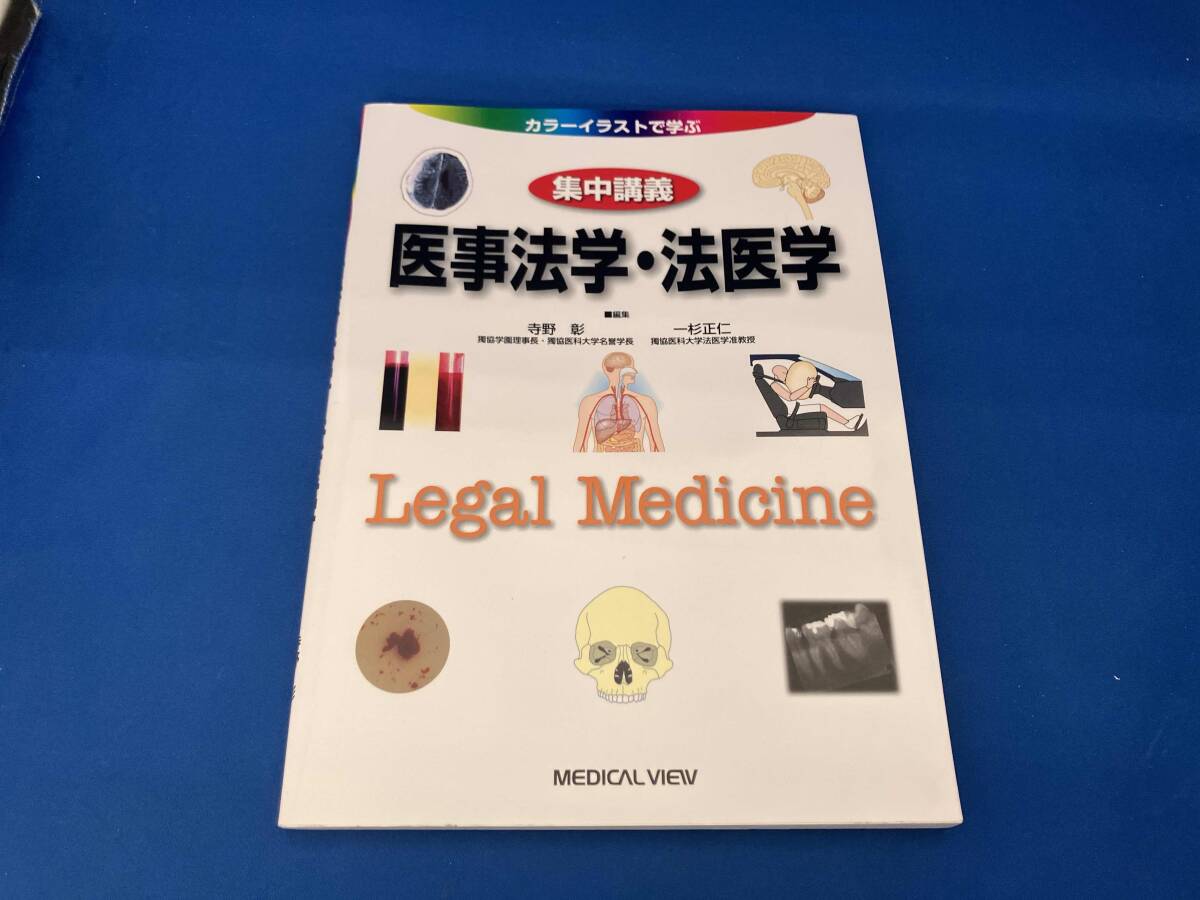 カラーイラストで学ぶ
集中講義
医事法学・法医学
■編集
寺野 彰 一杉正仁
獨協学園理事長・獨協医科大学名誉学長 獨協医科大学法医学准教授
Legal Medicine
MEDICAL VIEW